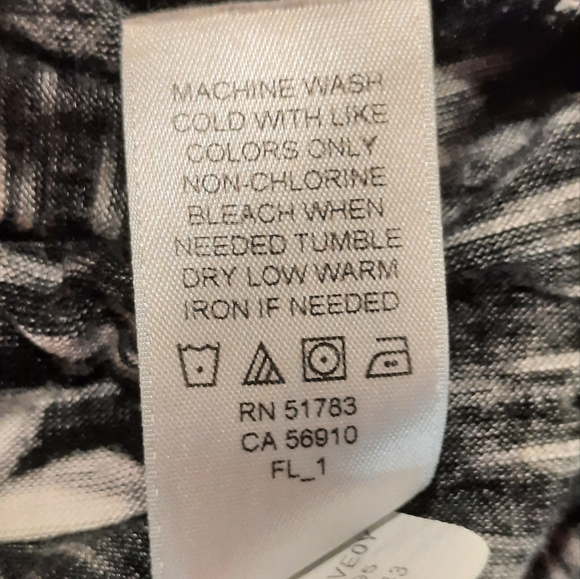 MACHINE WASH
COLD WITH LIKE
COLORS ONLY
NON-CHLORINE
BLEACH WHEN
NEEDED TUMBLE
DRY LOW WARM
IRON IF NEEDED
RN 51783
CA 56910
FL_1